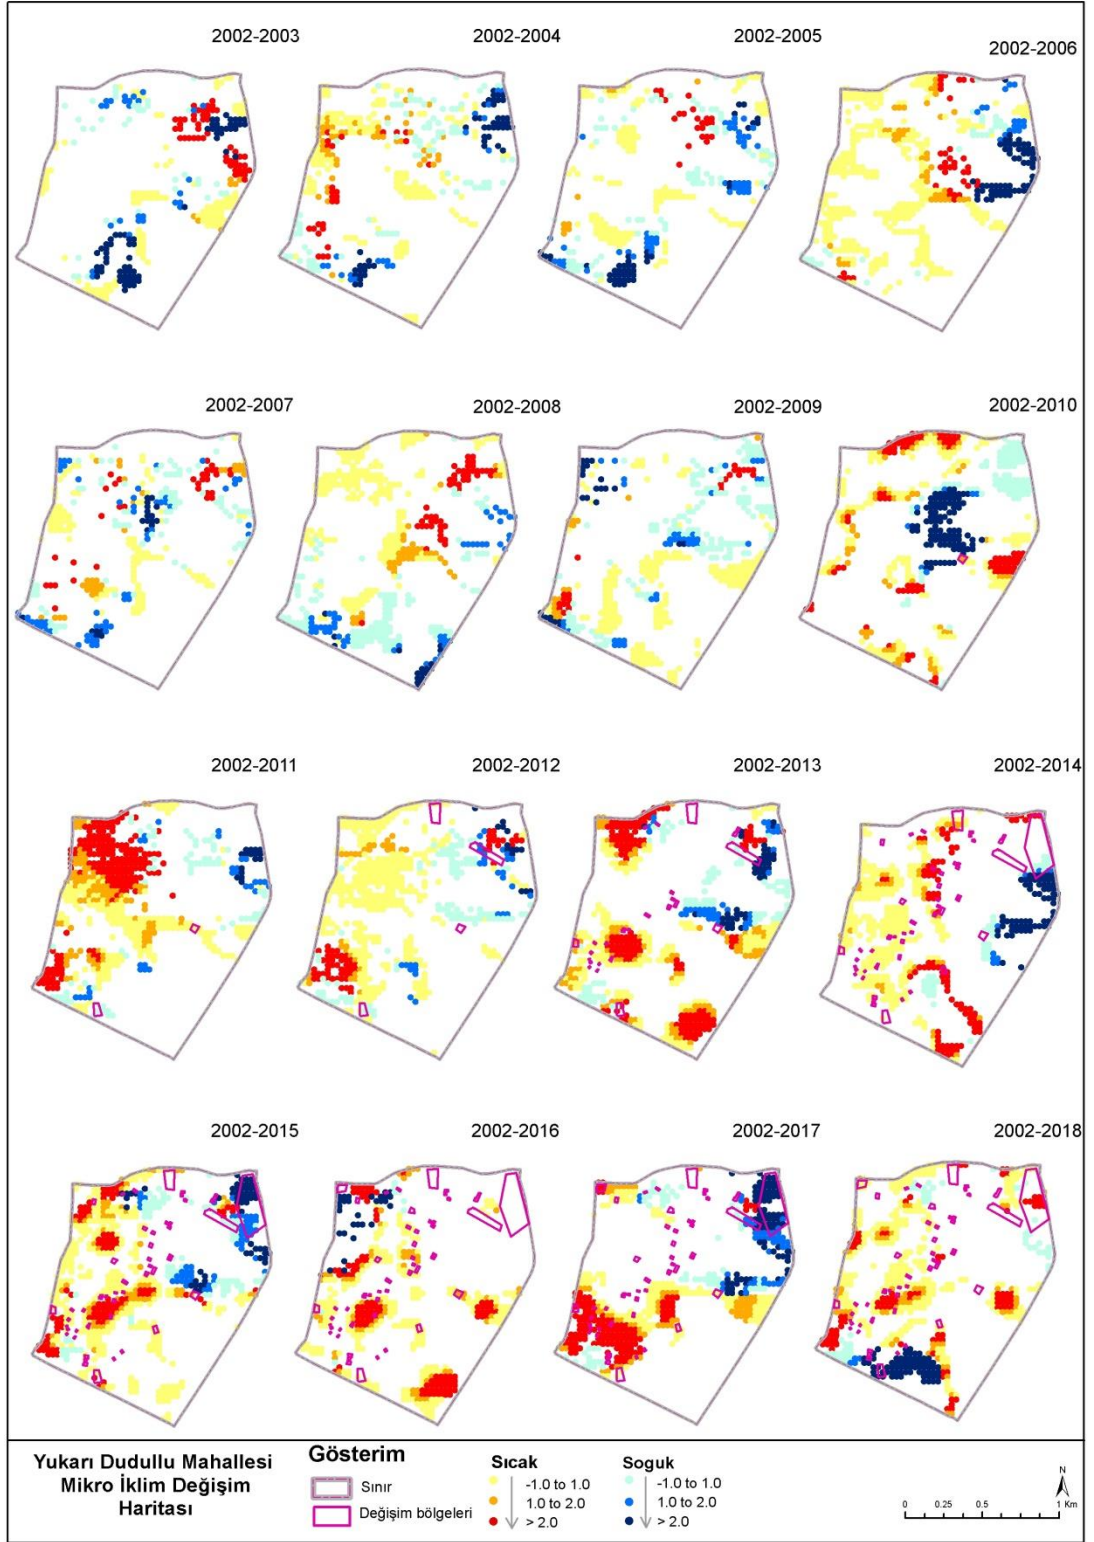 2002-2003
2002-2004
2002-2005
2002-2006
2002-2007
2002-2008
2002-2009
2002-2010
2002-2011
2002-2012
2002-2013
2002-2014
2002-2015
2002-2016
2002-2017
2002-2018
Yukarı Dudullu Mahallesi
Mikro İklim Değişim
Haritası
Gösterim
Sınır
Değişim bölgeleri
Sıcak
-1.0 to 1.0
1.0 to 2.0
> 2.0
Soguk
-1.0 to 1.0
1.0 to 2.0
> 2.0
N
0 0.25 0.5 1 Km